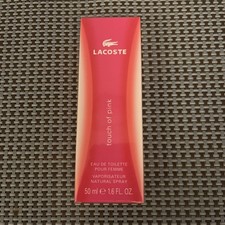 LACOSTE
touch of pink
EAU DE TOILETTE
POUR FEMME
VAPORISATEUR
NATURAL SPRAY
50 ml e 1.6 FL. OZ.